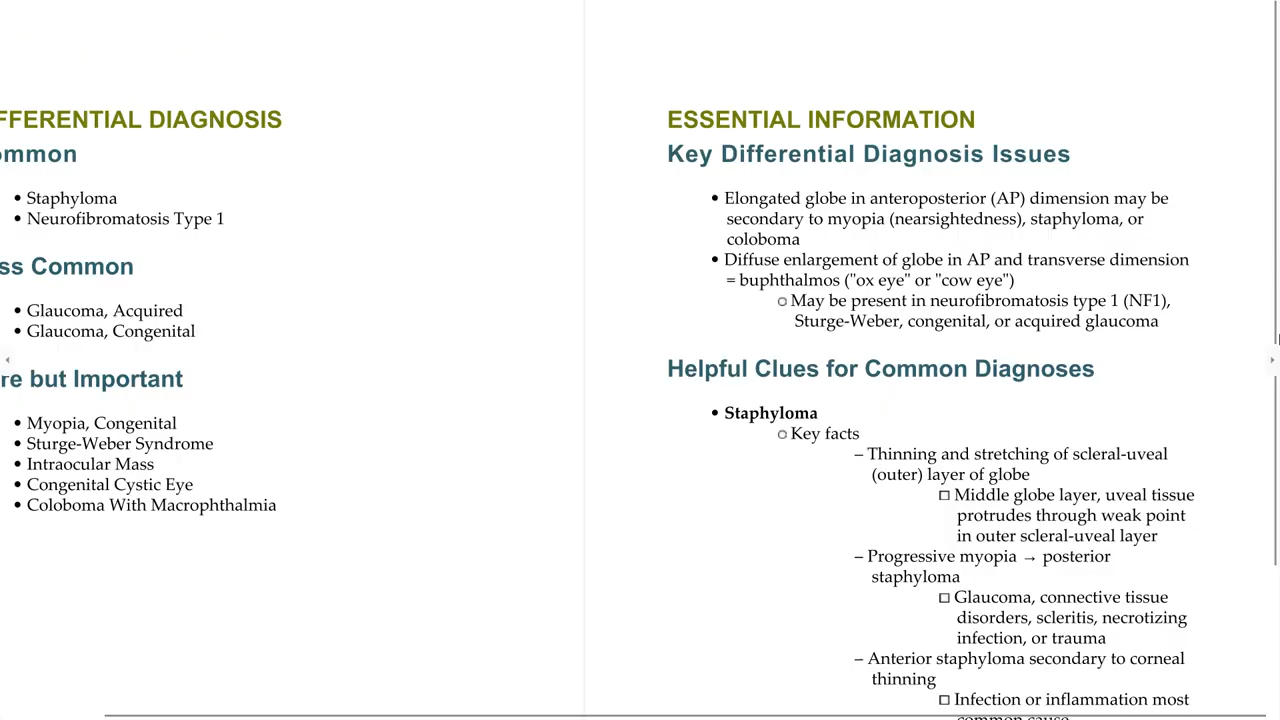 FFERENTIAL DIAGNOSIS
ommon
• Staphyloma
• Neurofibromatosis Type 1
ss Common
• Glaucoma, Acquired
• Glaucoma, Congenital
re but Important
• Myopia, Congenital
• Sturge-Weber Syndrome
• Intraocular Mass
• Congenital Cystic Eye
• Coloboma With Macrophthalmia
ESSENTIAL INFORMATION
Key Differential Diagnosis Issues
• Elongated globe in anteroposterior (AP) dimension may be
secondary to myopia (nearsightedness), staphyloma, or
coloboma
• Diffuse enlargement of globe in AP and transverse dimension
= buphthalmos ("ox eye" or "cow eye")
○ May be present in neurofibromatosis type 1 (NF1),
Sturge-Weber, congenital, or acquired glaucoma
Helpful Clues for Common Diagnoses
• Staphyloma
○ Key facts
– Thinning and stretching of scleral-uveal
(outer) layer of globe
□ Middle globe layer, uveal tissue
protrudes through weak point
in outer scleral-uveal layer
– Progressive myopia → posterior
staphyloma
□ Glaucoma, connective tissue
disorders, scleritis, necrotizing
infection, or trauma
– Anterior staphyloma secondary to corneal
thinning
□ Infection or inflammation most
common cause